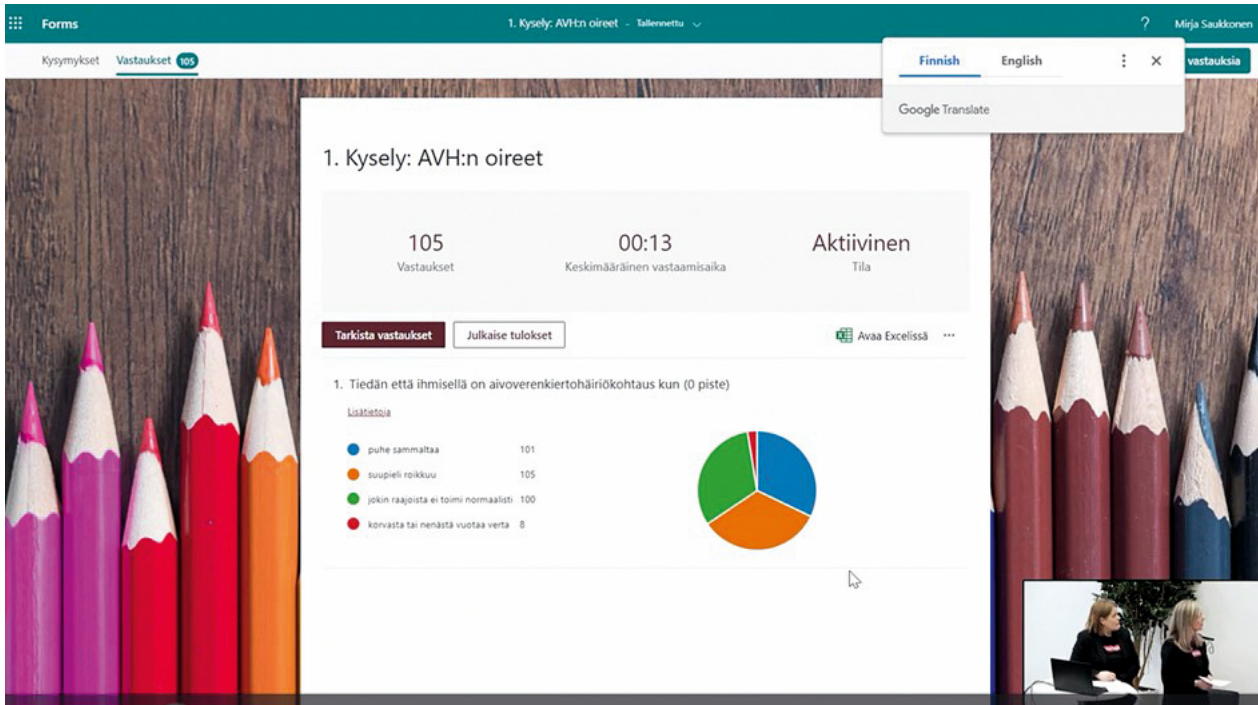 Forms
1. Kysely: AVH:n oireet - Tallennettu
?
Mirja Saukkonen
Kysymykset
Vastaukset 105
vastauksia
Finnish
English
Google Translate
1. Kysely: AVH:n oireet
105
Vastaukset
00:13
Keskimääräinen vastaamisaika
Aktiivinen
Tila
Tarkista vastaukset
Julkaise tulokset
Avaa Excelissä
1. Tiedän että ihmisellä on aivoverenkiertohäiriökohtaus kun (0 piste)
Lisätietoja
puhe sammaltaa 101
suupieli roikkuu 105
jokin raajoista ei toimi normaalisti 100
korvasta tai nenästä vuotaa verta 8